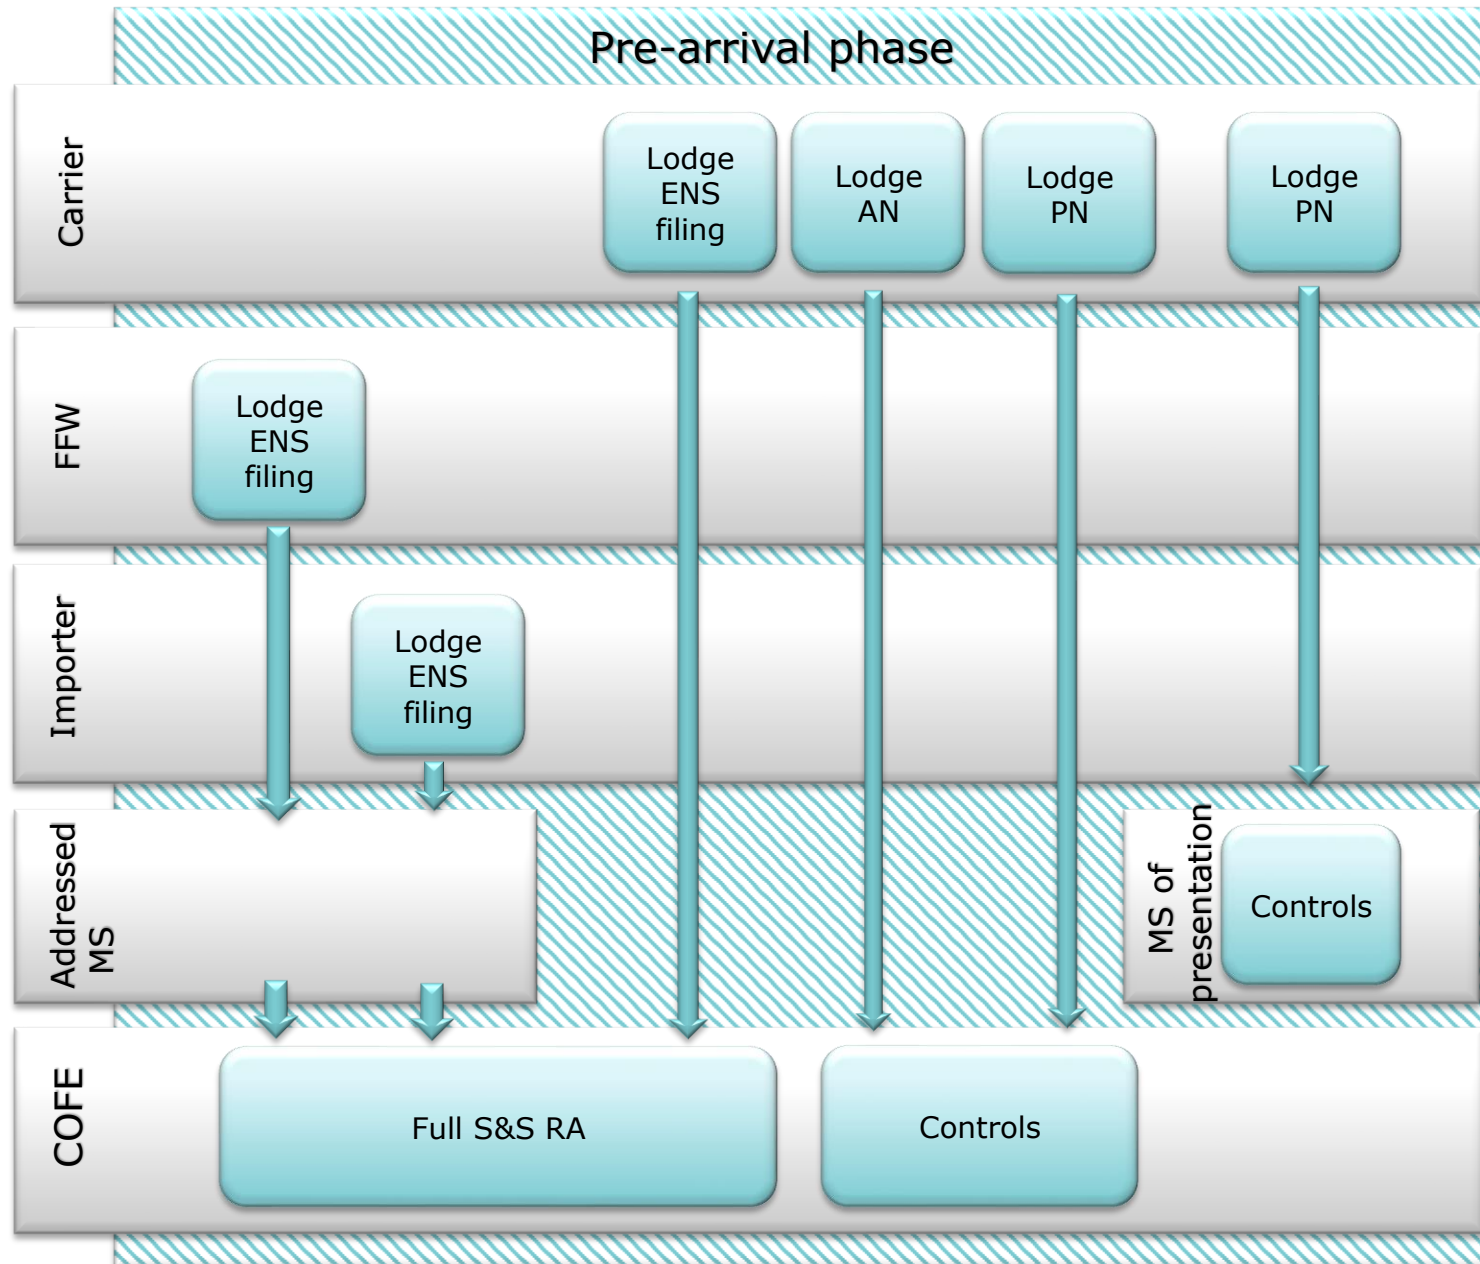 Pre-arrival phase
Carrier
Lodge
ENS
filing
Lodge
AN
Lodge
PN
Lodge
PN
FFW
Lodge
ENS
filing
Importer
Lodge
ENS
filing
Addressed
MS
MS of
presentation
Controls
COFE
Full S&S RA
Controls